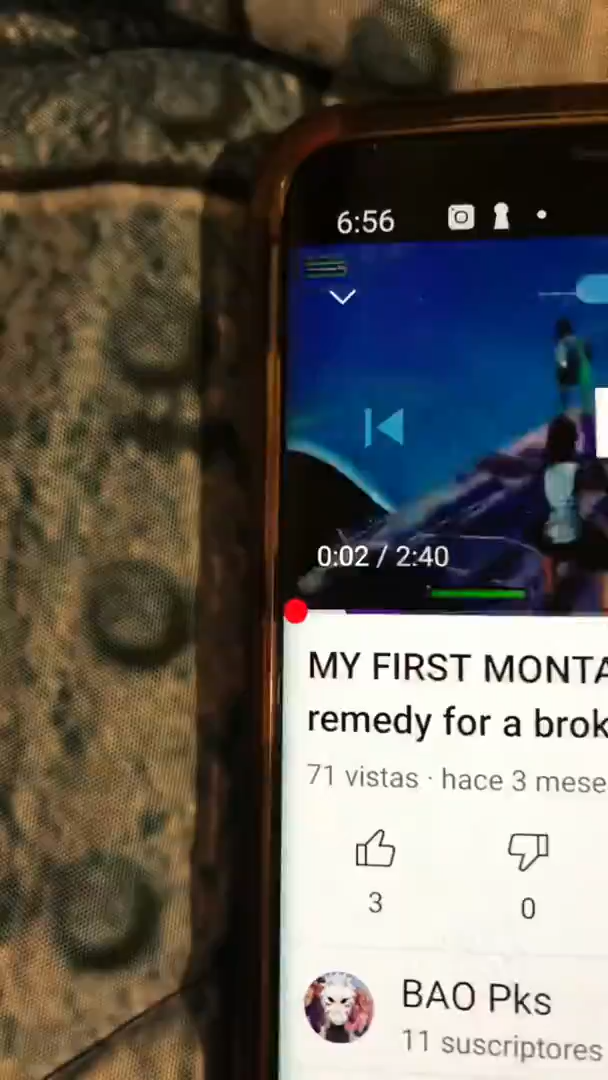 6:56
0:02 / 2:40
MY FIRST MONTA
remedy for a brok
71 vistas · hace 3 mese
3
0
BAO Pks
11 suscriptores